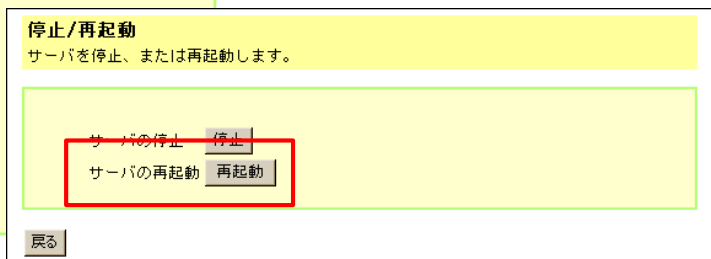 停止/再起動
サーバを停止、または再起動します。
サーバの停止 停止
サーバの再起動 再起動
戻る